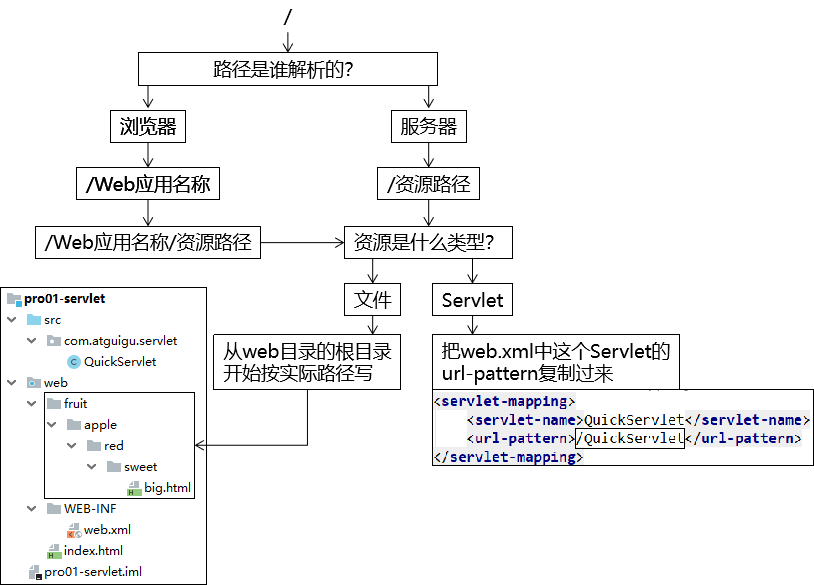 /
路径是谁解析的?
浏览器
服务器
/Web应用名称
/资源路径
/Web应用名称/资源路径
资源是什么类型?
文件
Servlet
从web目录的根目录
开始按实际路径写
把web.xml中这个Servlet的
url-pattern复制过来
<servlet-mapping>
<servlet-name>QuickServlet</servlet-name>
<url-pattern>/QuickServlet</url-pattern>
</servlet-mapping>
pro01-servlet
src
com.atguigu.servlet
C QuickServlet
web
fruit
apple
red
sweet
H big.html
WEB-INF
web.xml
H index.html
pro01-servlet.iml